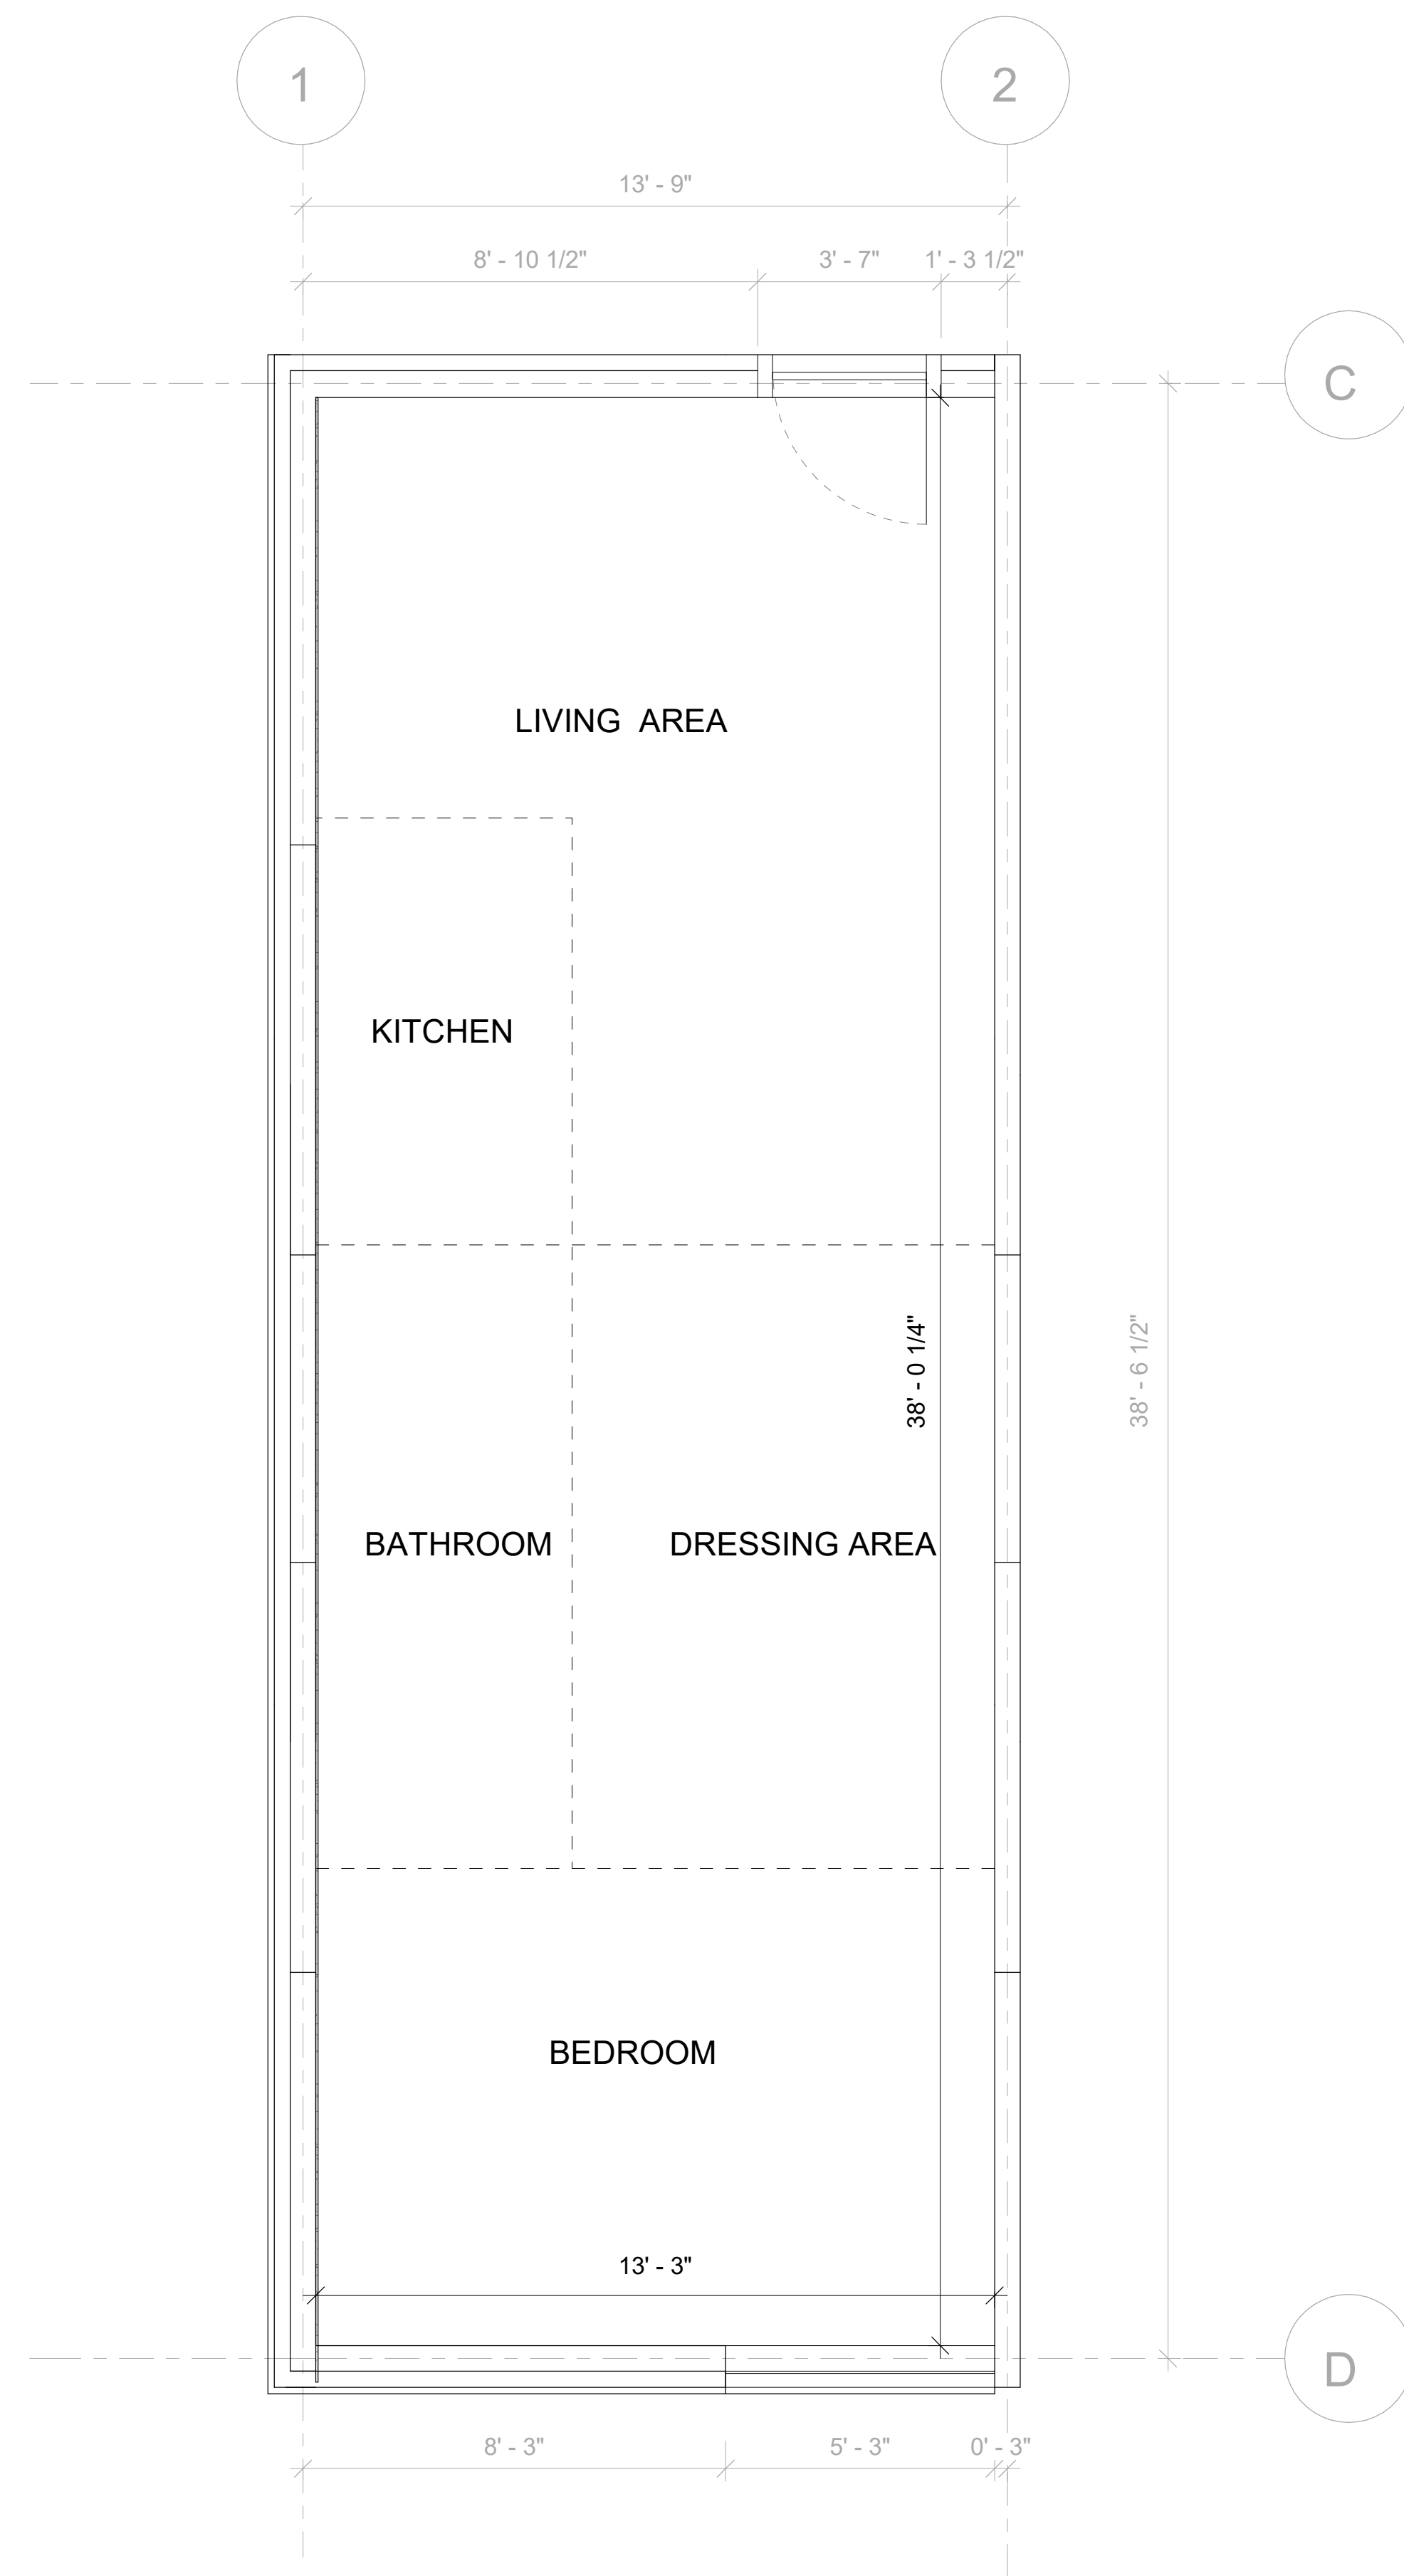 1
2
13' - 9"
8' - 10 1/2"
3' - 7"
1' - 3 1/2"
C
LIVING AREA
KITCHEN
38' - 0 1/4"
38' - 6 1/2"
BATHROOM
DRESSING AREA
BEDROOM
13' - 3"
D
8' - 3"
5' - 3"
0' - 3"